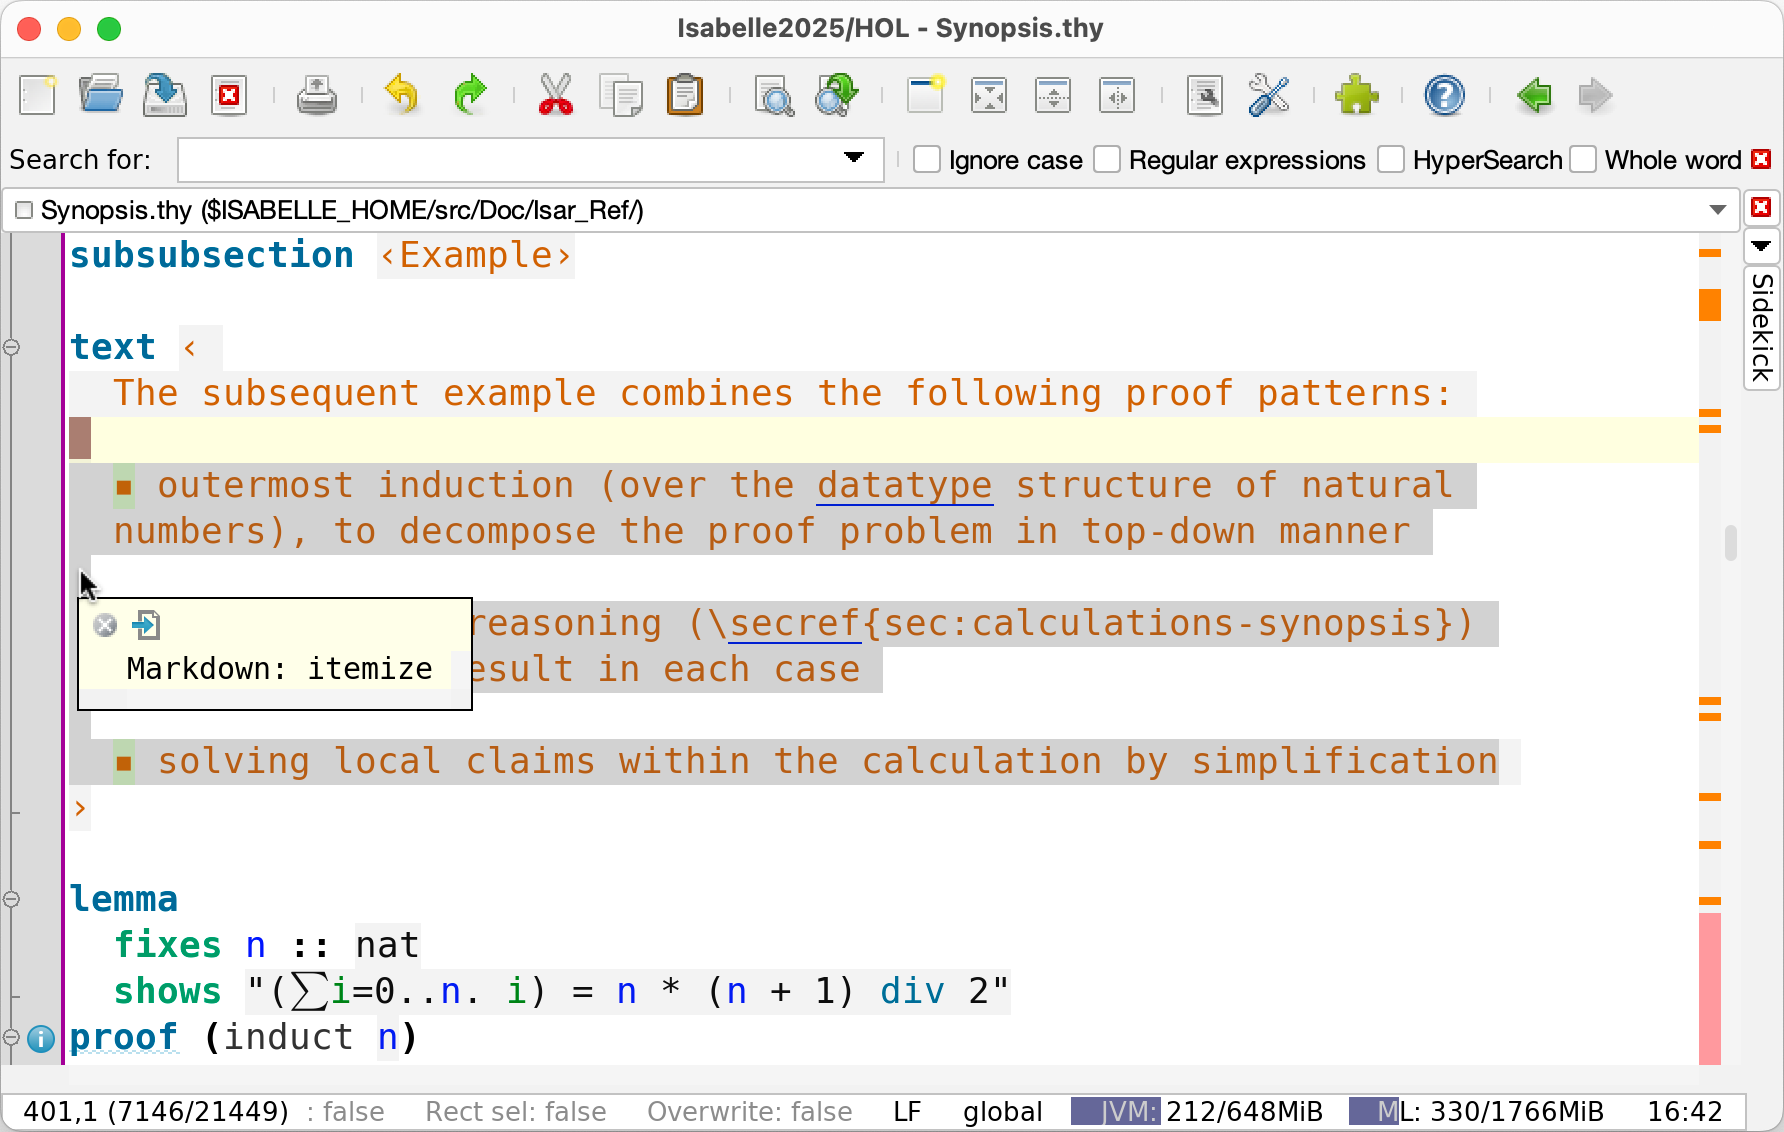 Isabelle2025/HOL - Synopsis.thy
Search for:
Ignore case
Regular expressions
HyperSearch
Whole word
Synopsis.thy ($ISABELLE_HOME/src/Doc/Isar_Ref/)
Sidekick
subsubsection ‹Example›
text ‹
The subsequent example combines the following proof patterns:
▪ outermost induction (over the datatype structure of natural
numbers), to decompose the proof problem in top-down manner
reasoning (\secref{sec:calculations-synopsis})
esult in each case
Markdown: itemize
▪ solving local claims within the calculation by simplification
›
lemma
fixes n :: nat
shows "(∑i=0..n. i) = n * (n + 1) div 2"
proof (induct n)
401,1 (7146/21449) : false Rect sel: false Overwrite: false LF global JVM: 212/648MiB ML: 330/1766MiB 16:42